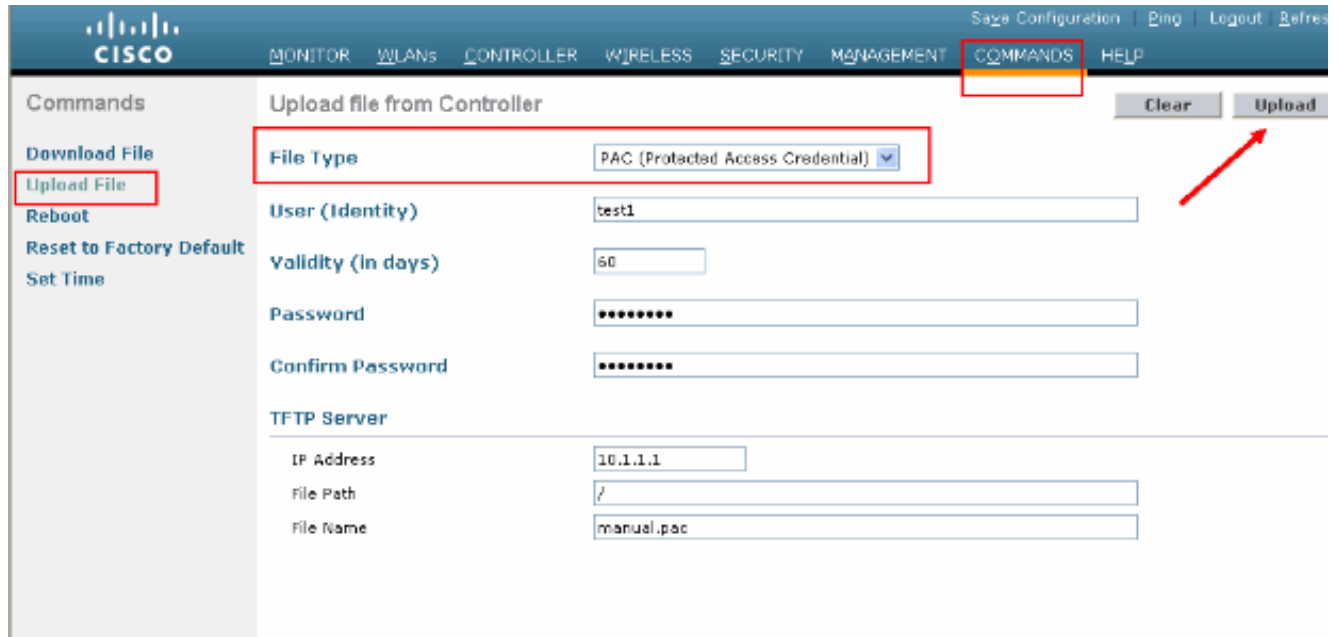 Save Configuration | Ping | Logout | Refres
CISCO
MONITOR WLANs CONTROLLER WIRELESS SECURITY MANAGEMENT COMMANDS HELP
Commands
Download File
Upload File
Reboot
Reset to Factory Default
Set Time
Upload file from Controller
Clear
Upload
File Type
PAC (Protected Access Credential)
User (Identity)
test1
Validity (in days)
60
Password
••••••••
Confirm Password
••••••••
TFTP Server
IP Address
10.1.1.1
File Path
/
File Name
manual.pac